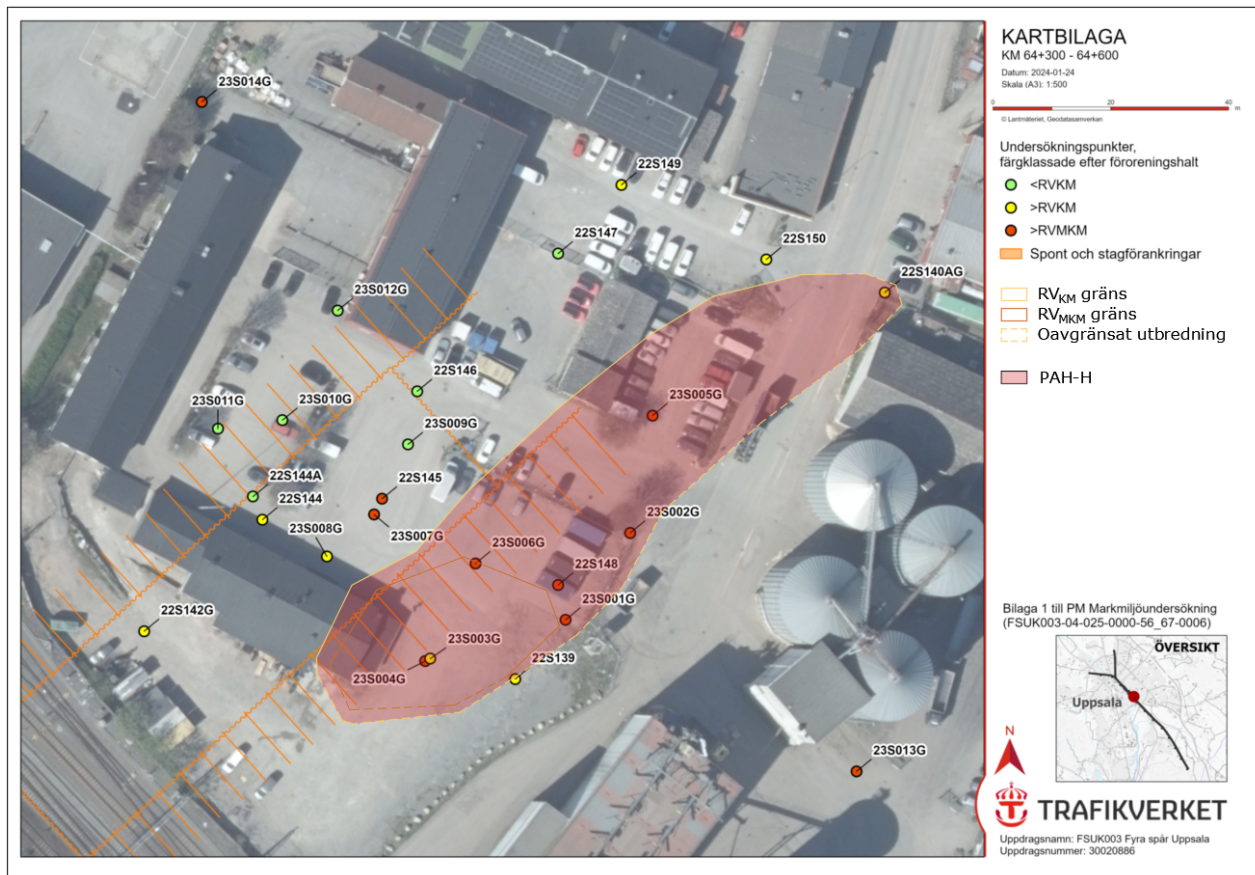 KARTBILAGA
KM 64+300 - 64+600
Datum: 2024-01-24
Skala (A3): 1:500
0 20 40
m
© Lantmäteriet, Geodatasamverkan
Undersökningspunkter,
färgklassade efter föroreningshalt
<RVKM
>RVKM
>RVMKM
Spont och stagförankringar
RVKM gräns
RVMKM gräns
Oavgränsat utbredning
PAH-H
23S014G
22S149
22S147
22S150
22S140AG
23S012G
22S146
23S005G
23S011G
23S010G
23S009G
22S144A
22S145
22S144
23S007G
23S002G
23S008G
23S006G
22S148
23S001G
22S142G
23S003G
22S139
23S004G
23S013G
Bilaga 1 till PM Markmiljöundersökning
(FSUK003-04-025-0000-56_67-0006)
ÖVERSIKT
Uppsala
N
TRAFIKVERKET
Uppdragsnamn: FSUK003 Fyra spår Uppsala
Uppdragsnummer: 30020886